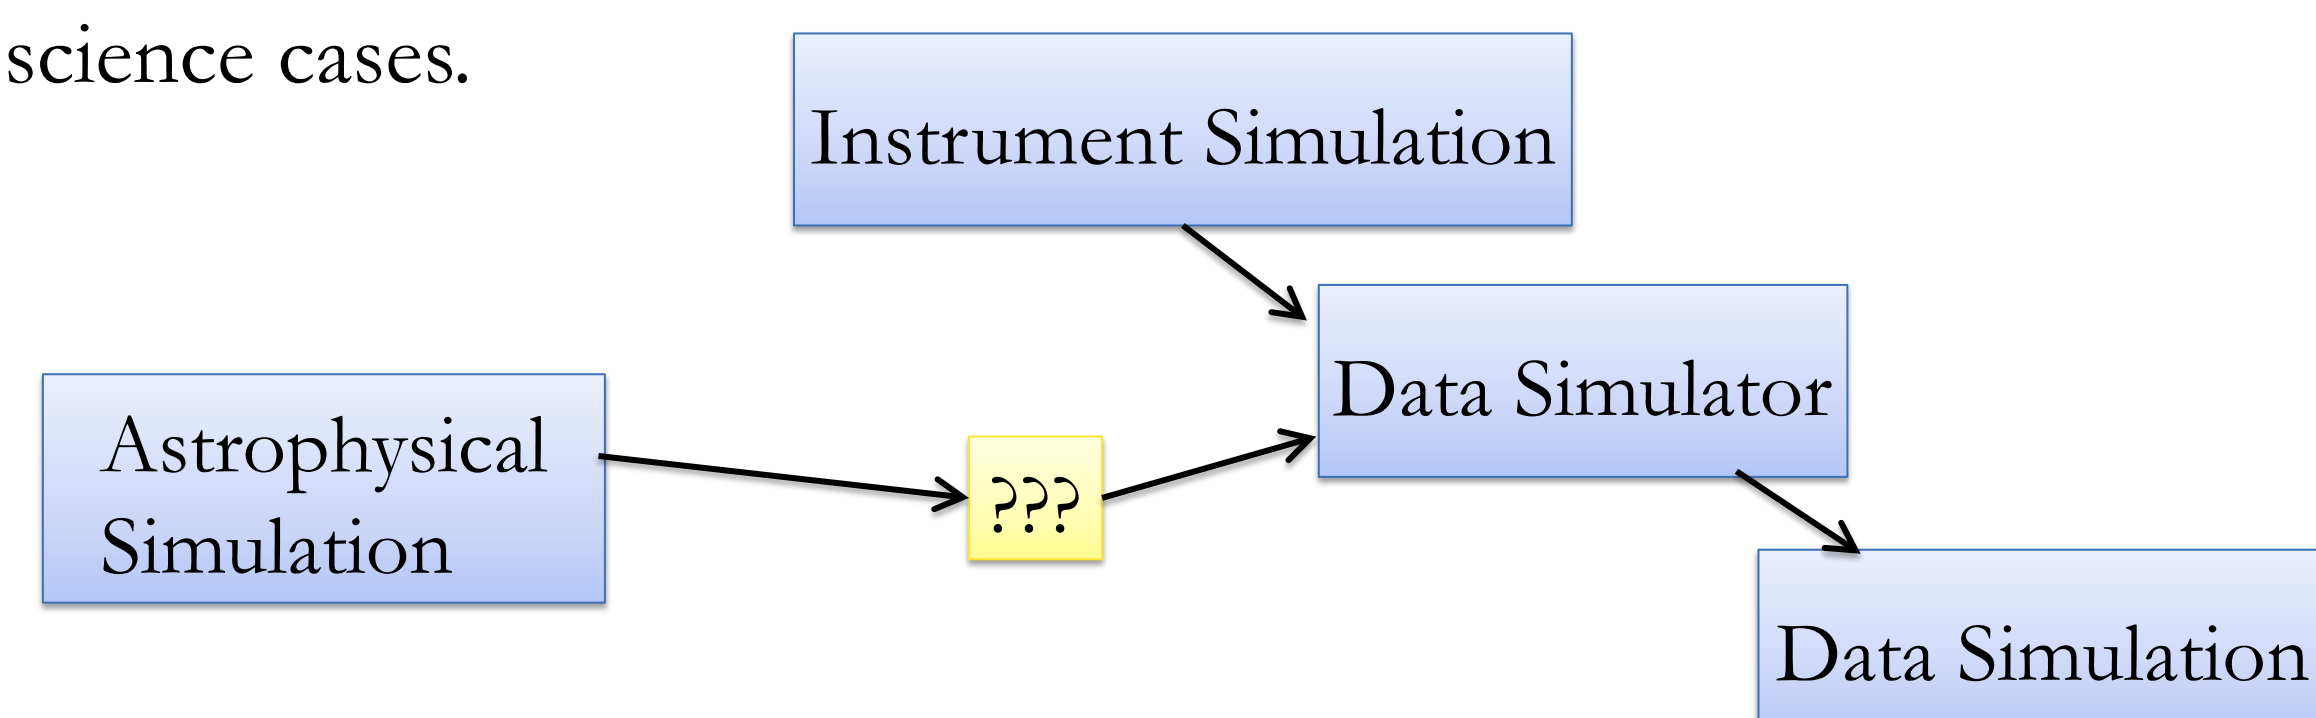 science cases.
Instrument Simulation
Data Simulator
Astrophysical
Simulation
???
Data Simulation